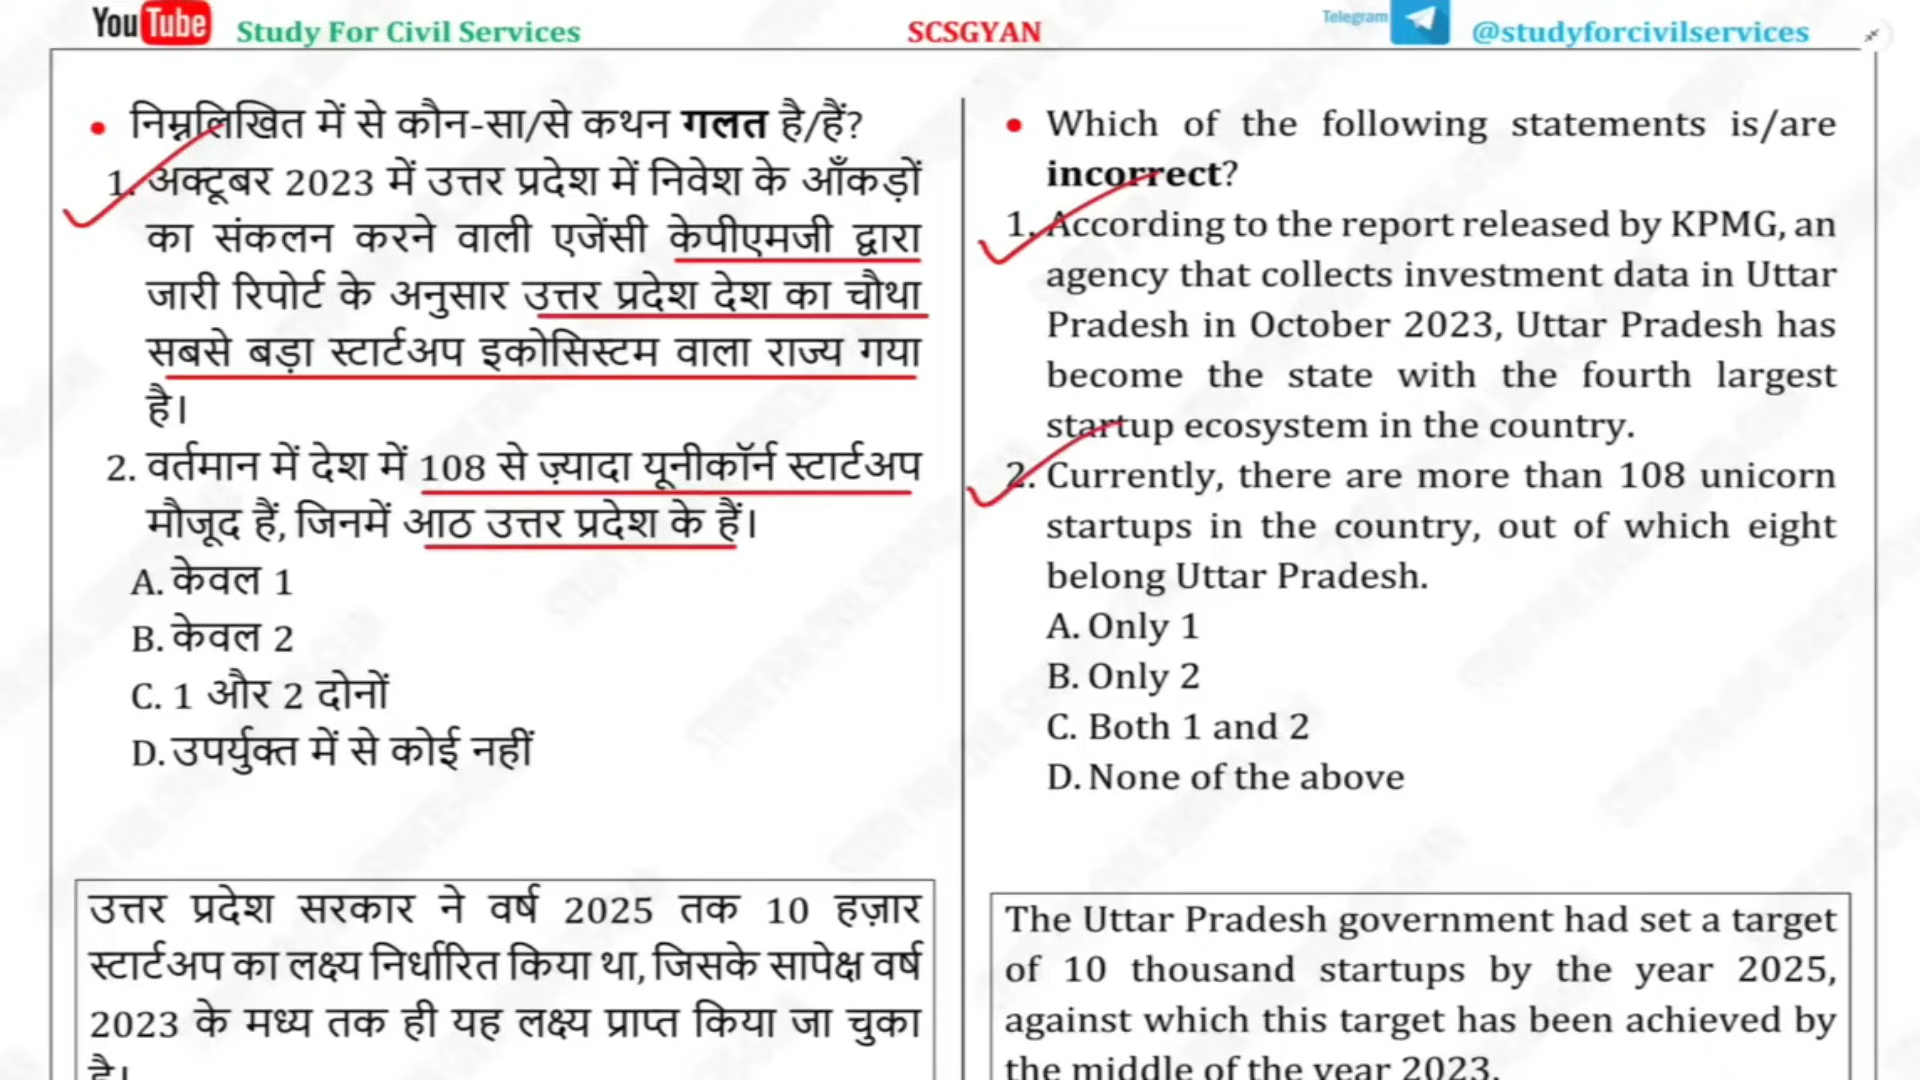 YouTube Study For Civil Services SCSGYAN Telegram @studyforcivilservices
• निम्नलिखित में से कौन-सा/से कथन गलत है/हैं?
1. अक्टूबर 2023 में उत्तर प्रदेश में निवेश के आँकड़ों
का संकलन करने वाली एजेंसी केपीएमजी द्वारा
जारी रिपोर्ट के अनुसार उत्तर प्रदेश देश का चौथा
सबसे बड़ा स्टार्टअप इकोसिस्टम वाला राज्य गया
है।
2. वर्तमान में देश में 108 से ज़्यादा यूनीकॉर्न स्टार्टअप
मौजूद हैं, जिनमें आठ उत्तर प्रदेश के हैं।
A. केवल 1
B. केवल 2
C. 1 और 2 दोनों
D. उपर्युक्त में से कोई नहीं
उत्तर प्रदेश सरकार ने वर्ष 2025 तक 10 हज़ार
स्टार्टअप का लक्ष्य निर्धारित किया था, जिसके सापेक्ष वर्ष
2023 के मध्य तक ही यह लक्ष्य प्राप्त किया जा चुका
है।
• Which of the following statements is/are
incorrect?
1. According to the report released by KPMG, an
agency that collects investment data in Uttar
Pradesh in October 2023, Uttar Pradesh has
become the state with the fourth largest
startup ecosystem in the country.
2. Currently, there are more than 108 unicorn
startups in the country, out of which eight
belong Uttar Pradesh.
A. Only 1
B. Only 2
C. Both 1 and 2
D. None of the above
The Uttar Pradesh government had set a target
of 10 thousand startups by the year 2025,
against which this target has been achieved by
the middle of the year 2023.